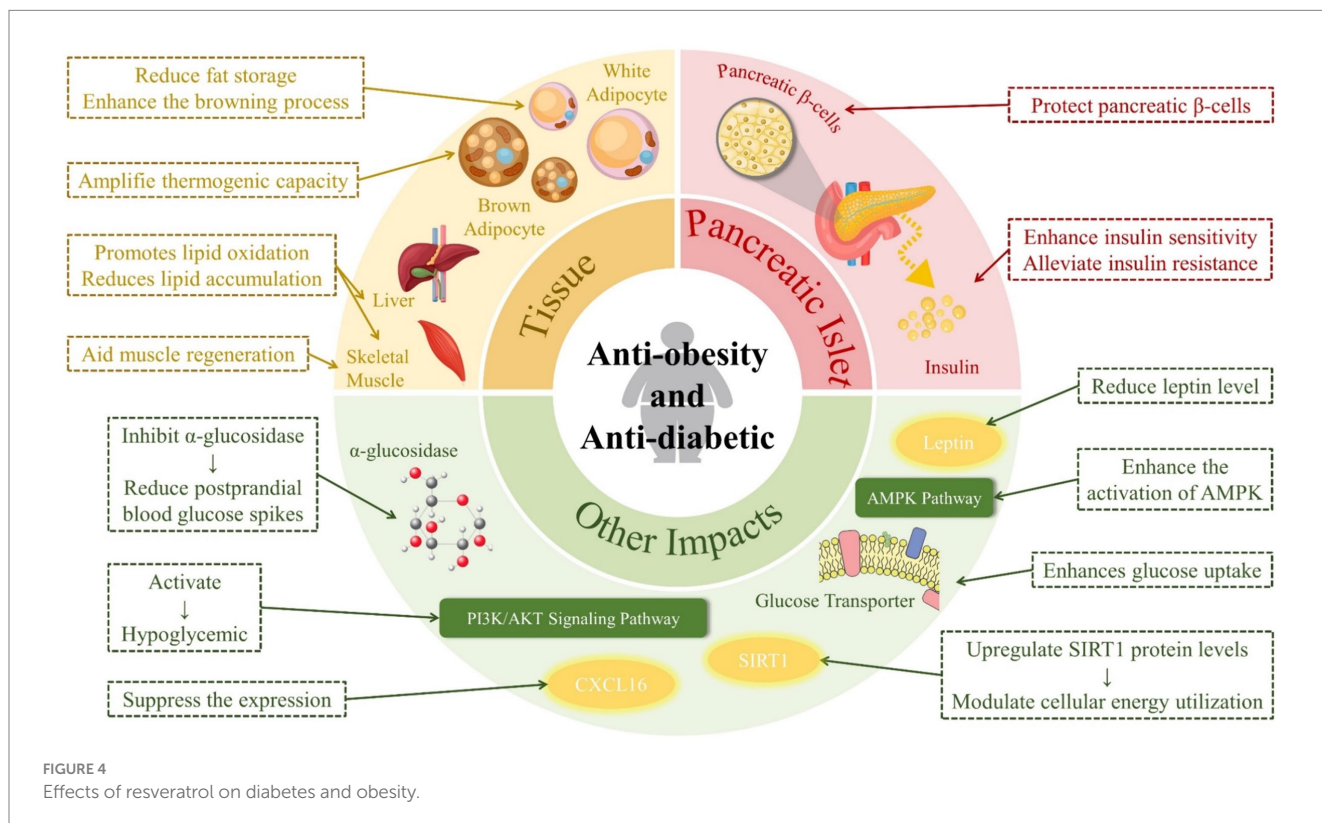 Reduce fat storage
Enhance the browning process
Amplifie thermogenic capacity
Promotes lipid oxidation
Reduces lipid accumulation
Aid muscle regeneration
White
Adipocyte
Brown
Adipocyte
Liver
Skeletal
Muscle
Tissue
Pancreatic β-cells
Pancreatic Islet
Insulin
Protect pancreatic β-cells
Enhance insulin sensitivity
Alleviate insulin resistance
Anti-obesity
and
Anti-diabetic
Other Impacts
Inhibit α-glucosidase
↓
Reduce postprandial
blood glucose spikes
α-glucosidase
Activate
↓
Hypoglycemic
PI3K/AKT Signaling Pathway
Suppress the expression
CXCL16
SIRT1
Leptin
AMPK Pathway
Glucose Transporter
Reduce leptin level
Enhance the
activation of AMPK
Enhances glucose uptake
Upregulate SIRT1 protein levels
↓
Modulate cellular energy utilization
FIGURE 4
Effects of resveratrol on diabetes and obesity.